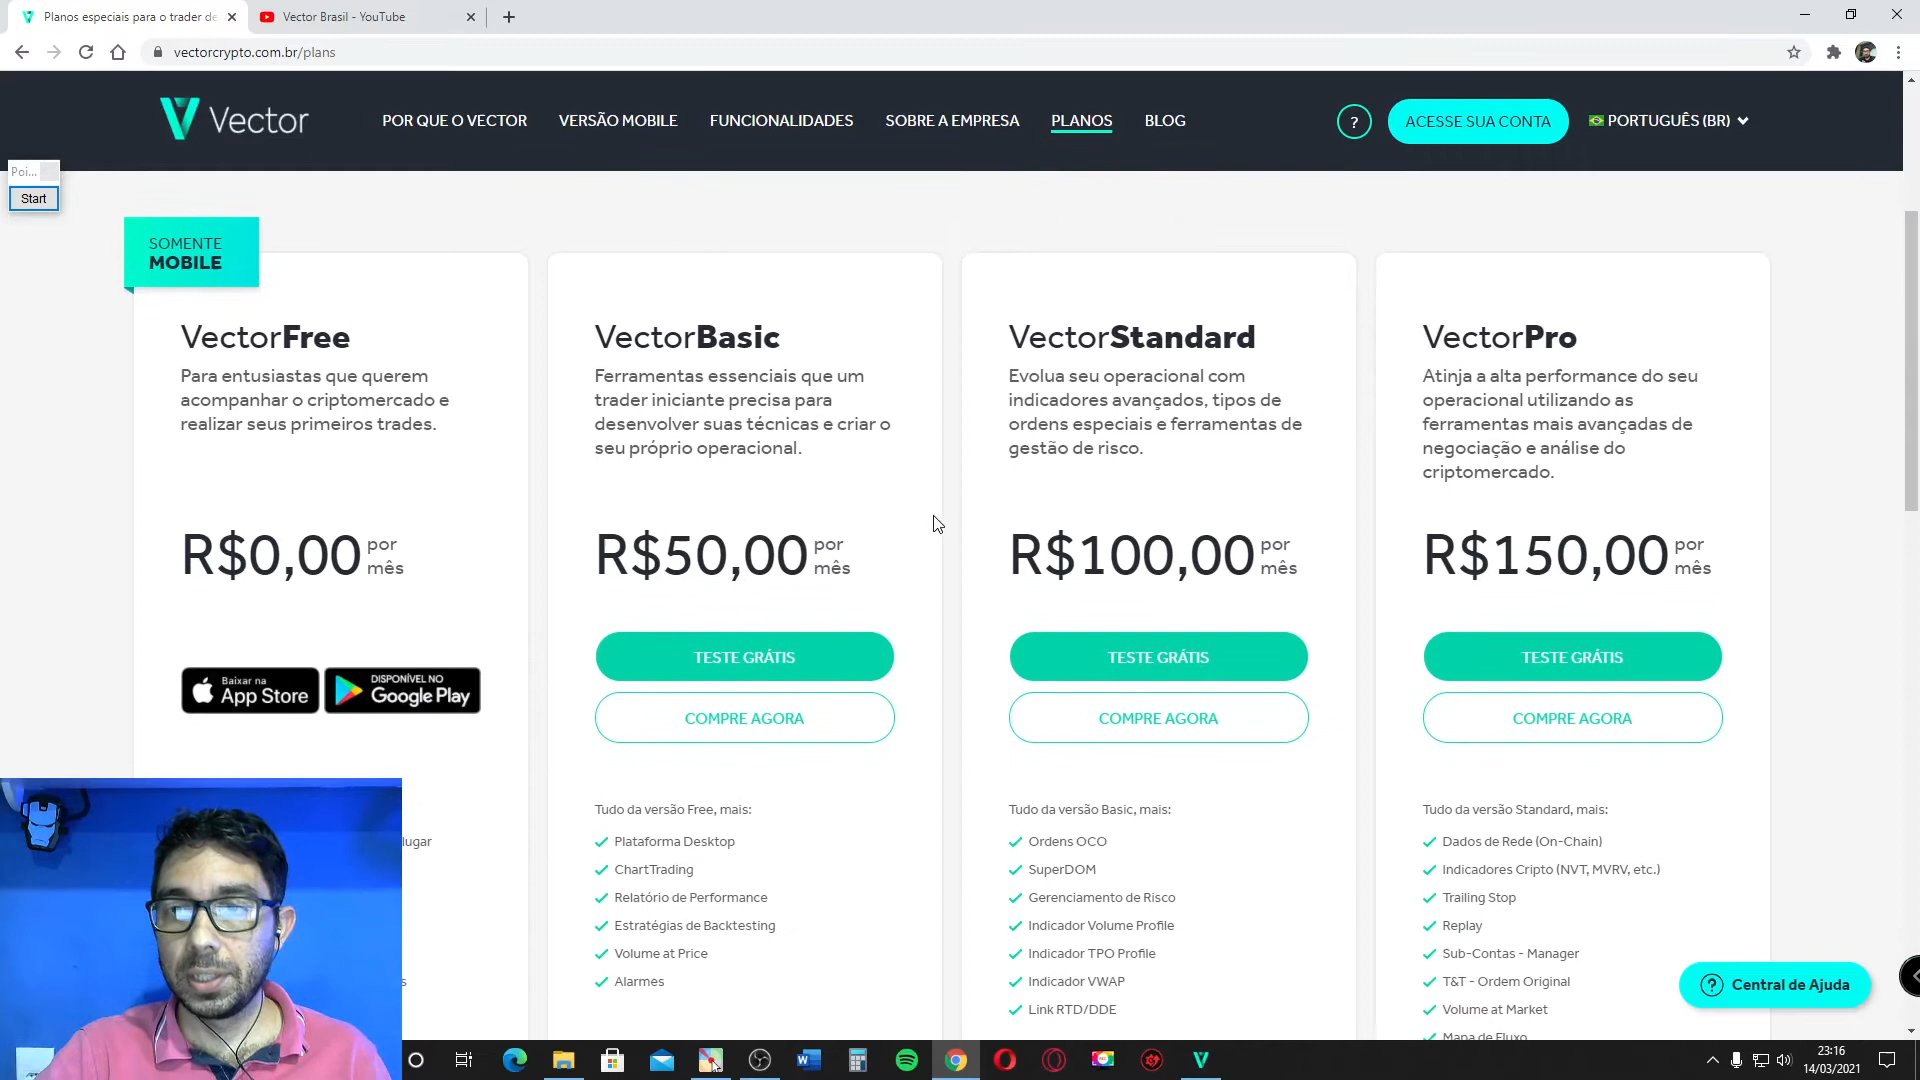 Planos especiais para o trader de
Vector Brasil - YouTube
vectorcrypto.com.br/plans
Vector
POR QUE O VECTOR
VERSÃO MOBILE
FUNCIONALIDADES
SOBRE A EMPRESA
PLANOS
BLOG
?
ACESSE SUA CONTA
PORTUGUÊS (BR)
Poi...
Start
SOMENTE
MOBILE
VectorFree
Para entusiastas que querem
acompanhar o criptomercado e
realizar seus primeiros trades.
R$0,00 por
mês
Baixar na
App Store
DISPONÍVEL NO
Google Play
lugar
s
VectorBasic
Ferramentas essenciais que um
trader iniciante precisa para
desenvolver suas técnicas e criar o
seu próprio operacional.
R$50,00 por
mês
TESTE GRÁTIS
COMPRE AGORA
Tudo da versão Free, mais:
Plataforma Desktop
ChartTrading
Relatório de Performance
Estratégias de Backtesting
Volume at Price
Alarmes
VectorStandard
Evolua seu operacional com
indicadores avançados, tipos de
ordens especiais e ferramentas de
gestão de risco.
R$100,00 por
mês
TESTE GRÁTIS
COMPRE AGORA
Tudo da versão Basic, mais:
Ordens OCO
SuperDOM
Gerenciamento de Risco
Indicador Volume Profile
Indicador TPO Profile
Indicador VWAP
Link RTD/DDE
VectorPro
Atinja a alta performance do seu
operacional utilizando as
ferramentas mais avançadas de
negociação e análise do
criptomercado.
R$150,00 por
mês
TESTE GRÁTIS
COMPRE AGORA
Tudo da versão Standard, mais:
Dados de Rede (On-Chain)
Indicadores Cripto (NVT, MVRV, etc.)
Trailing Stop
Replay
Sub-Contas - Manager
T&T - Ordem Original
Volume at Market
Mapa de Fluxo
? Central de Ajuda
23:16
14/03/2021